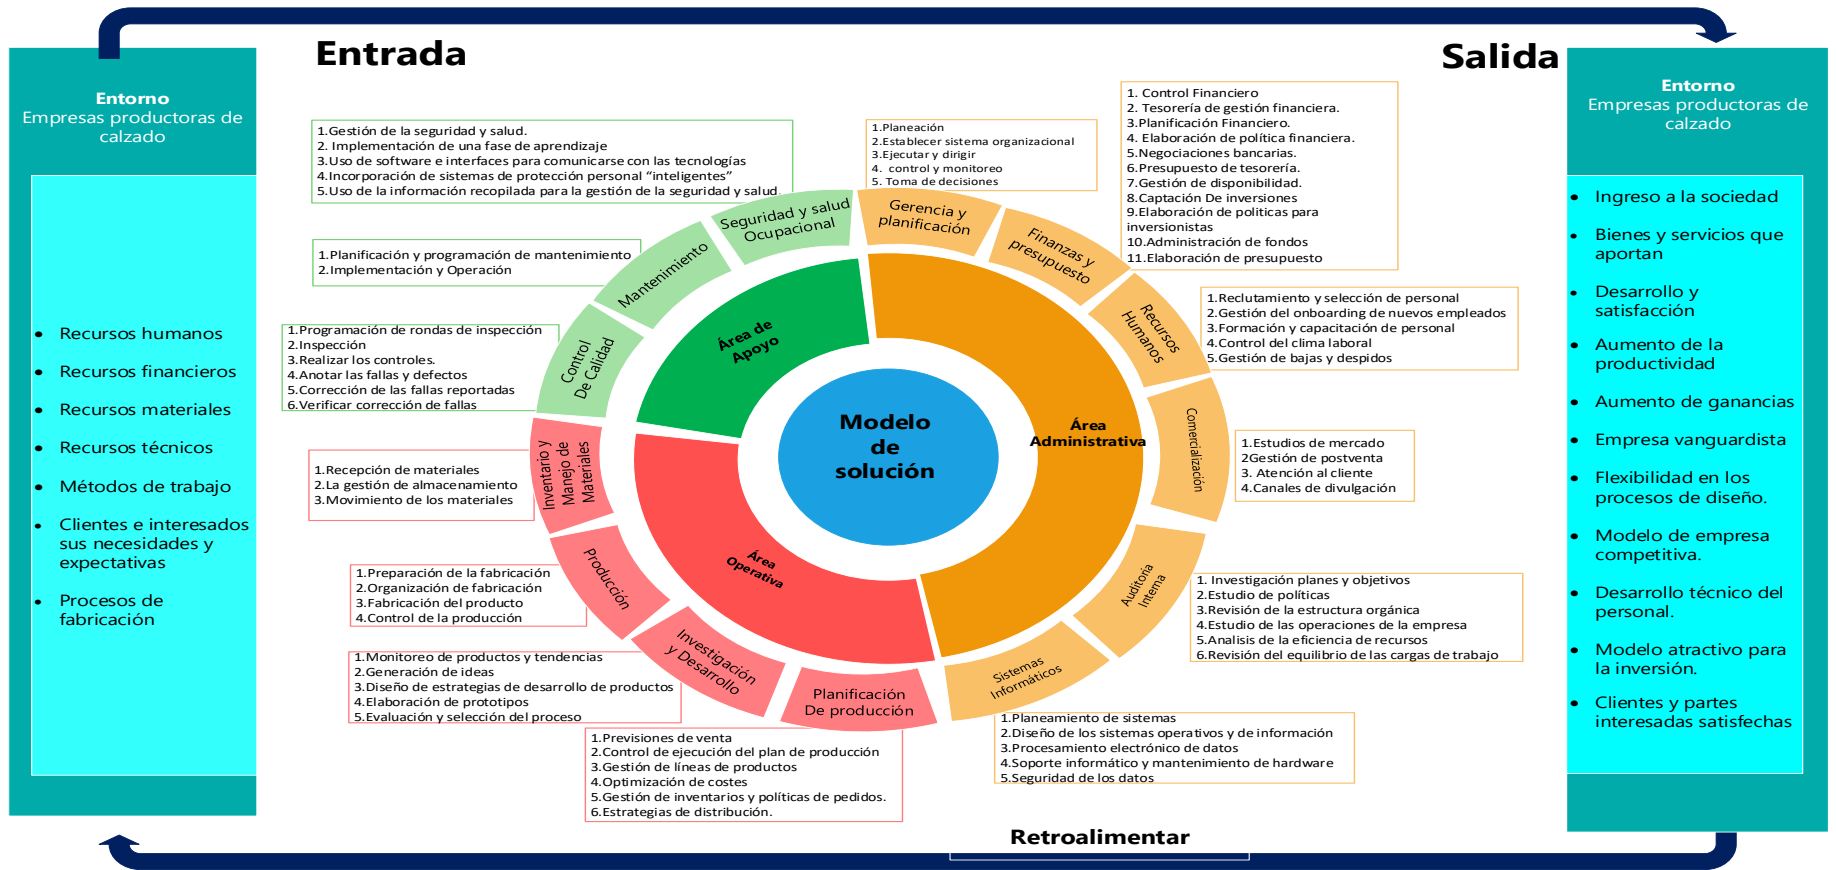 Entrada
Salida
Entorno
Empresas productoras de
calzado
• Recursos humanos
• Recursos financieros
• Recursos materiales
• Recursos técnicos
• Métodos de trabajo
• Clientes e interesados
sus necesidades y
expectativas
• Procesos de
fabricación
1.Gestión de la seguridad y salud.
2. Implementación de una fase de aprendizaje
3.Uso de software e interfaces para comunicarse con las tecnologías
4.Incorporación de sistemas de protección personal “inteligentes”
5.Uso de la información recopilada para la gestión de la seguridad y salud.
1.Planificación y programación de mantenimiento
2.Implementación y Operación
1.Programación de rondas de inspección
2.Inspección
3.Realizar los controles.
4.Anotar las fallas y defectos
5.Corrección de las fallas reportadas
6.Verificar corrección de fallas
1.Recepción de materiales
2.La gestión de almacenamiento
3.Movimiento de los materiales
1.Preparación de la fabricación
2.Organización de fabricación
3.Fabricación del producto
4.Control de la producción
1.Monitoreo de productos y tendencias
2.Generación de ideas
3.Diseño de estrategias de desarrollo de productos
4.Elaboración de prototipos
5.Evaluación y selección del proceso
1.Previsiones de venta
2.Control de ejecución del plan de producción
3.Gestión de líneas de productos
4.Optimización de costes
5.Gestión de inventarios y políticas de pedidos.
6.Estrategias de distribución.
Seguridad y salud
Ocupacional
Mantenimiento
Control
De Calidad
Inventario y
Manejo de
Materiales
Producción
Investigación
y Desarrollo
Planificación
De producción
Área de
Apoyo
Área
Operativa
Modelo
de
solución
Área
Administrativa
Gerencia y
planificación
Finanzas y
presupuesto
Recursos
Humanos
Comercialización
Auditoria
Interna
Sistemas
Informáticos
1.Planeación
2.Establecer sistema organizacional
3.Ejecutar y dirigir
4. control y monitoreo
5. Toma de decisiones
1. Control Financiero
2. Tesorería de gestión financiera.
3.Planificación Financiero.
4. Elaboración de política financiera.
5.Negociaciones bancarias.
6.Presupuesto de tesorería.
7.Gestión de disponibilidad.
8.Captación De inversiones
9.Elaboración de politicas para
inversionistas
10.Administración de fondos
11.Elaboración de presupuesto
1.Reclutamiento y selección de personal
2.Gestión del onboarding de nuevos empleados
3.Formación y capacitación de personal
4.Control del clima laboral
5.Gestión de bajas y despidos
1.Estudios de mercado
2Gestión de postventa
3. Atención al cliente
4.Canales de divulgación
1. Investigación planes y objetivos
2.Estudio de políticas
3.Revisión de la estructura orgánica
4.Estudio de las operaciones de la empresa
5.Analisis de la eficiencia de recursos
6.Revisión del equilibrio de las cargas de trabajo
1.Planeamiento de sistemas
2.Diseño de los sistemas operativos y de información
3.Procesamiento electrónico de datos
4.Soporte informático y mantenimiento de hardware
5.Seguridad de los datos
Entorno
Empresas productoras de
calzado
• Ingreso a la sociedad
• Bienes y servicios que
aportan
• Desarrollo y
satisfacción
• Aumento de la
productividad
• Aumento de ganancias
• Empresa vanguardista
• Flexibilidad en los
procesos de diseño.
• Modelo de empresa
competitiva.
• Desarrollo técnico del
personal.
• Modelo atractivo para
la inversión.
• Clientes y partes
interesadas satisfechas
Retroalimentar